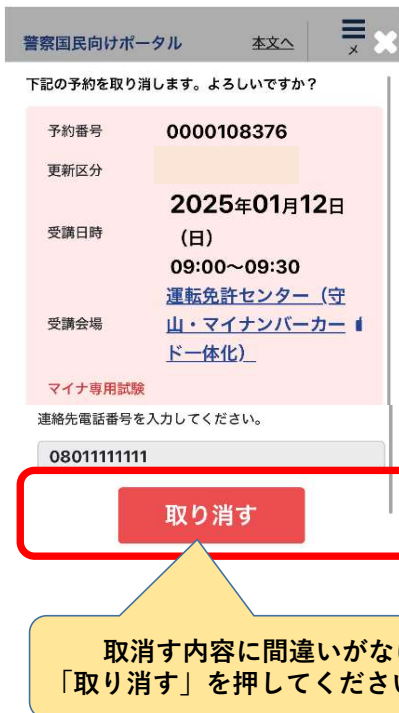 警察国民向けポータル 本文へ メ
下記の予約を取り消します。よろしいですか？
予約番号 0000108376
更新区分
受講日時 2025年01月12日
（日）
09:00～09:30
受講会場 運転免許センター（守
山・マイナンバーカー
ド一体化）
マイナ専用試験
連絡先電話番号を入力してください。
08011111111
取り消す
取消す内容に間違いがな
「取り消す」を押してくださ